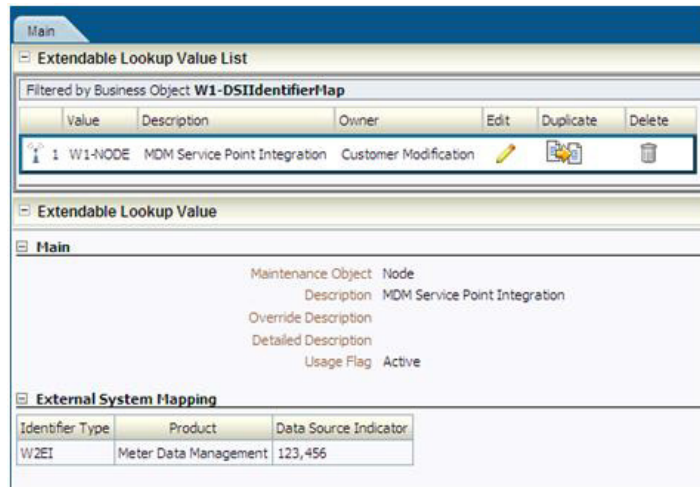 Main
Extendable Lookup Value List
Filtered by Business Object W1-DSIIdentifierMap
Value Description Owner Edit Duplicate Delete
1 W1-NODE MDM Service Point Integration Customer Modification
Extendable Lookup Value
Main
Maintenance Object Node
Description MDM Service Point Integration
Override Description
Detailed Description
Usage Flag Active
External System Mapping
Identifier Type Product Data Source Indicator
W2EI Meter Data Management 123,456